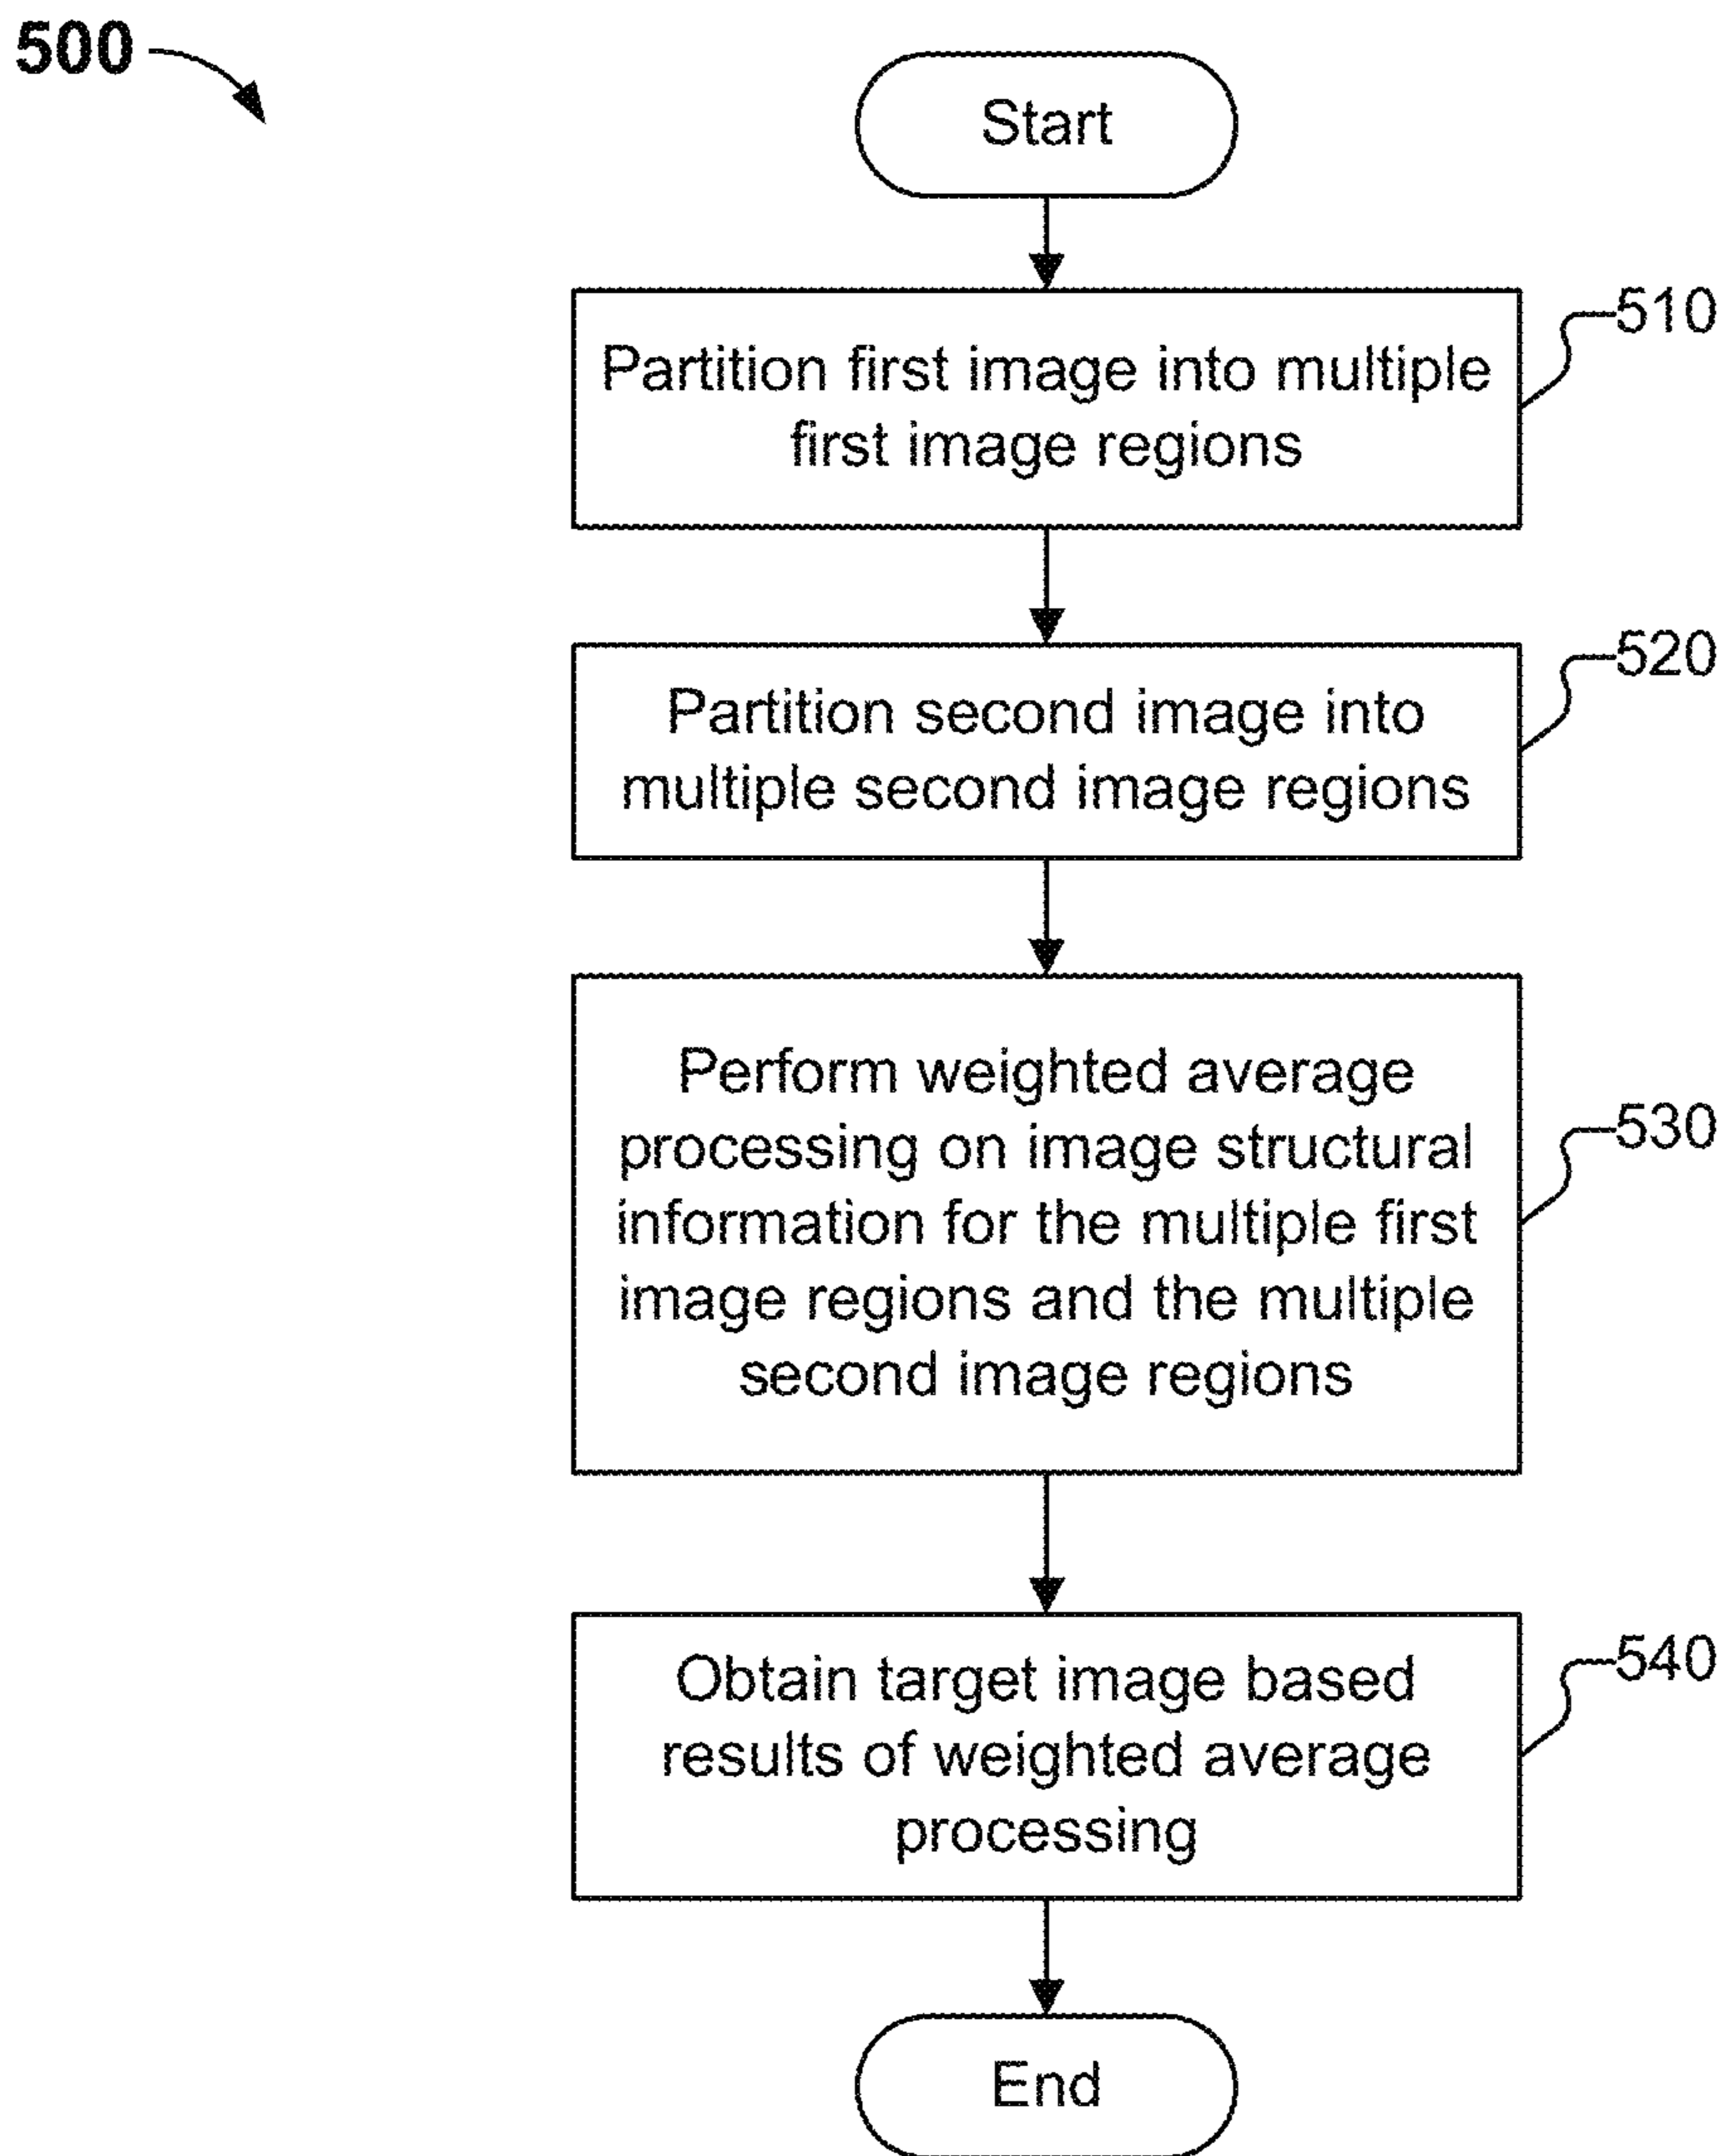 500
Start
Partition first image into multiple
first image regions
510
Partition second image into
multiple second image regions
520
Perform weighted average
processing on image structural
information for the multiple first
image regions and the multiple
second image regions
530
Obtain target image based
results of weighted average
processing
540
End